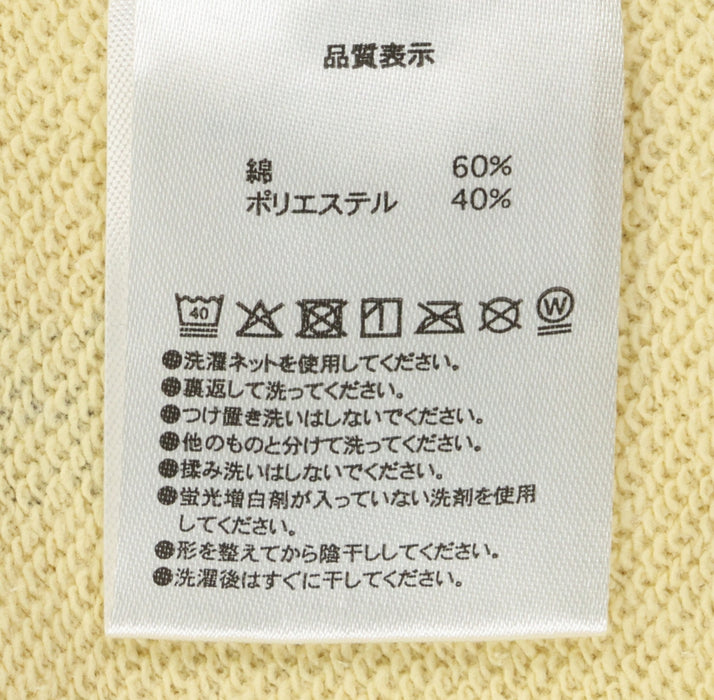 品質表示
綿 60%
ポリエステル 40%
40 W
●洗濯ネットを使用してください。
●裏返して洗ってください。
●つけ置き洗いはしないでください。
●他のものと分けて洗ってください。
●揉み洗いはしないでください。
●蛍光増白剤が入っていない洗剤を使用
してください。
●形を整えてから陰干ししてください。
●洗濯後はすぐに干してください。